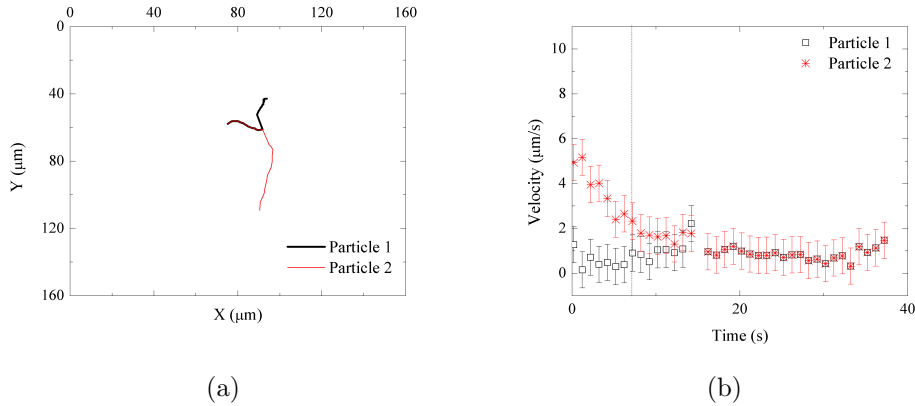 0 40 80 120 160
0
40
80
120
160
Y (μm)
Particle 1
Particle 2
X (μm)
(a)
10
8
6
4
2
0
Velocity (μm/s)
Particle 1
Particle 2
0 20 40
Time (s)
(b)